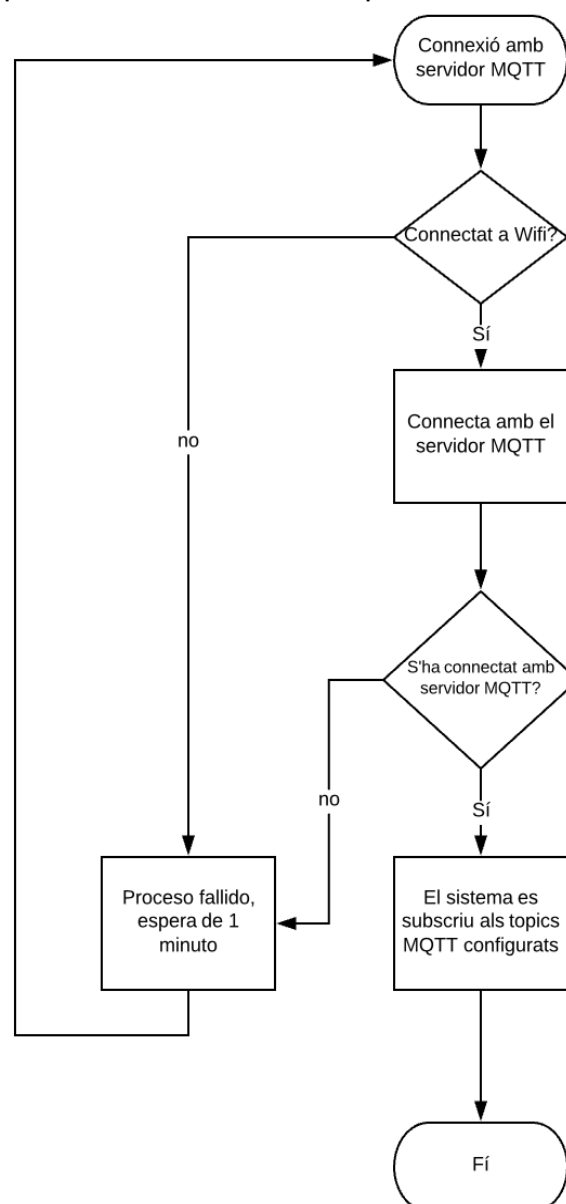 Connexió amb
servidor MQTT
Connectat a Wifi?
Sí
Connecta amb el
servidor MQTT
no
S'ha connectat amb
servidor MQTT?
no
Sí
Proceso fallido,
espera de 1
minuto
El sistema es
subscriu als topics
MQTT configurats
Fí